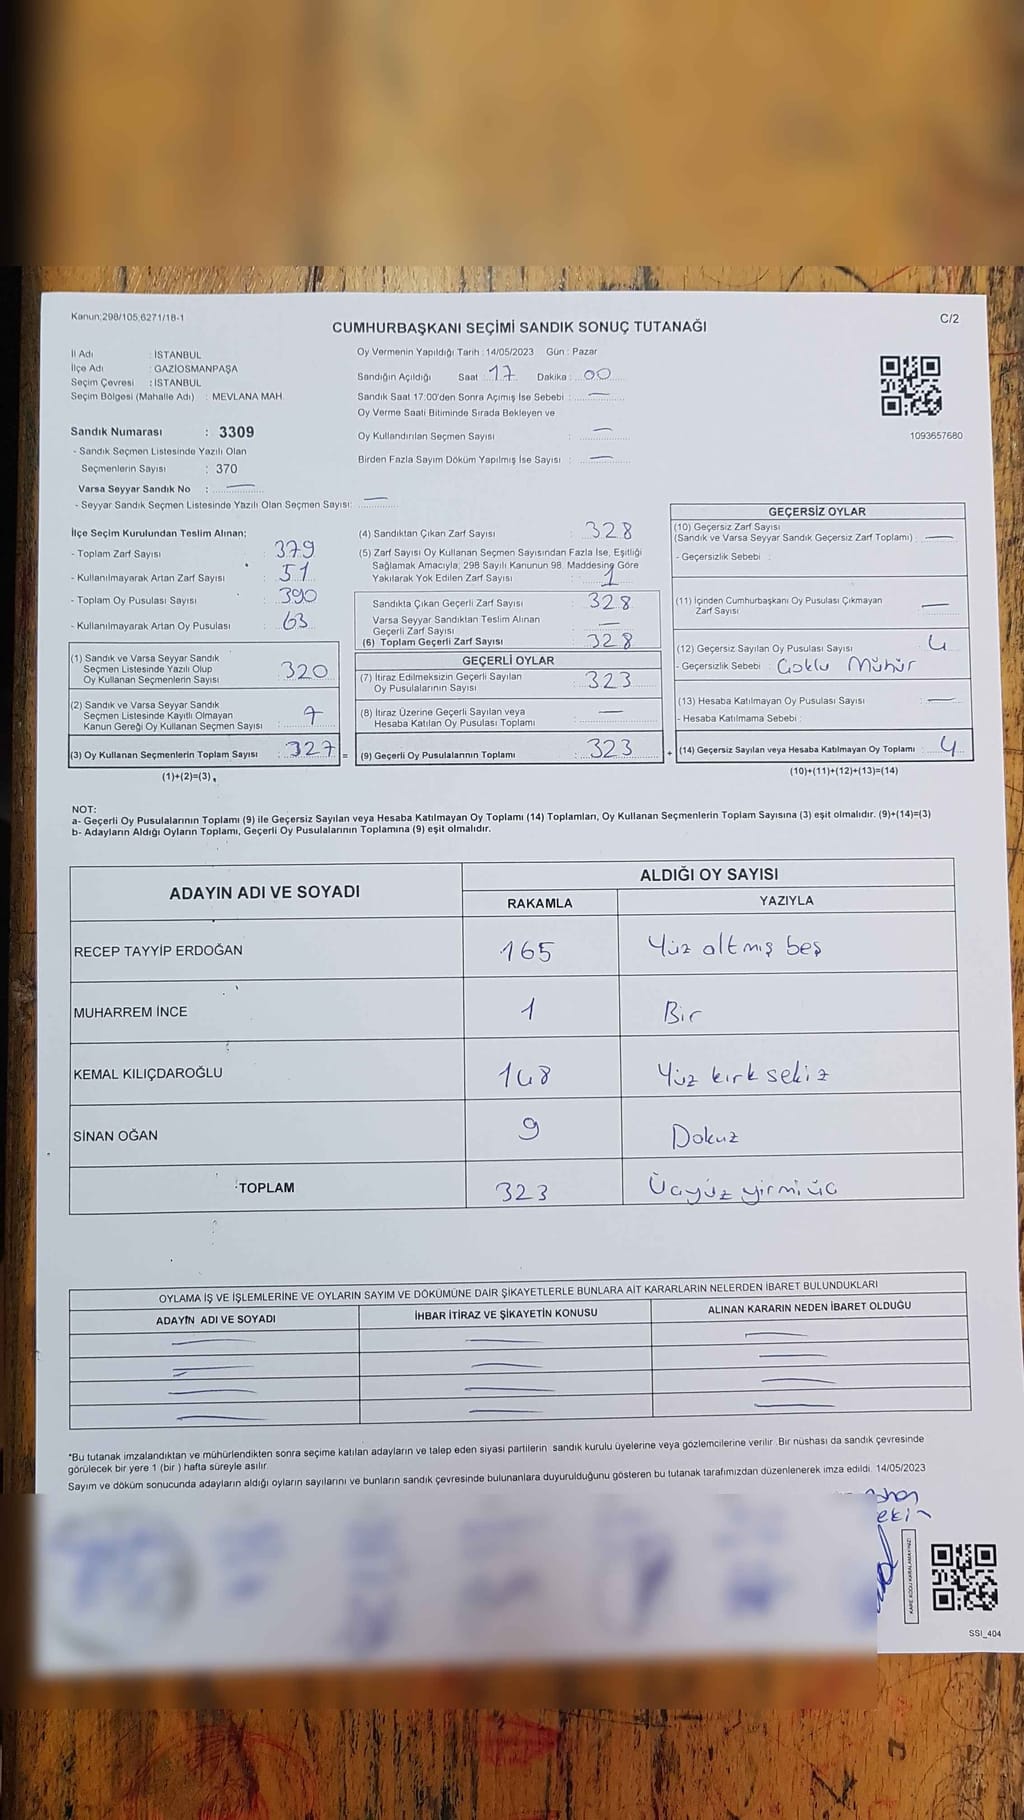 Kanun;298/105,6271/18-1
C/2
CUMHURBAŞKANI SEÇİMİ SANDIK SONUÇ TUTANAĞI
İl Adı : İSTANBUL
İlçe Adı : GAZİOSMANPAŞA
Seçim Çevresi : İSTANBUL
Seçim Bölgesi (Mahalle Adı) : MEVLANA MAH.
Sandık Numarası : 3309
- Sandık Seçmen Listesinde Yazılı Olan
Seçmenlerin Sayısı : 370
Varsa Seyyar Sandık No : —
- Seyyar Sandık Seçmen Listesinde Yazılı Olan Seçmen Sayısı: —
Oy Vermenin Yapıldığı Tarih : 14/05/2023 Gün : Pazar
Sandığın Açıldığı Saat 17 Dakika : 00
Sandık Saat 17:00'den Sonra Açmış İse Sebebi : —
Oy Verme Saati Bitiminde Sırada Bekleyen ve
Oy Kullandırılan Seçmen Sayısı : —
Birden Fazla Sayım Döküm Yapılmış İse Sayısı : —
1093657680
İlçe Seçim Kurulundan Teslim Alınan;
- Toplam Zarf Sayısı : 379
- Kullanılmayarak Artan Zarf Sayısı : 51
- Toplam Oy Pusulası Sayısı : 390
- Kullanılmayarak Artan Oy Pusulası : 63
(1) Sandık ve Varsa Seyyar Sandık
Seçmen Listesinde Yazılı Olup
Oy Kullanan Seçmenlerin Sayısı : 320
(2) Sandık ve Varsa Seyyar Sandık
Seçmen Listesinde Kayıtlı Olmayan
Kanun Gereği Oy Kullanan Seçmen Sayısı : 7
(3) Oy Kullanan Seçmenlerin Toplam Sayısı : 327 =
(1)+(2)=(3)
(4) Sandıktan Çıkan Zarf Sayısı : 328
(5) Zarf Sayısı Oy Kullanan Seçmen Sayısından Fazla İse, Eşitliği
Sağlamak Amacıyla; 298 Sayılı Kanunun 98. Maddesine Göre
Yakılarak Yok Edilen Zarf Sayısı : 1
Sandıkta Çıkan Geçerli Zarf Sayısı : 328
Varsa Seyyar Sandıktan Teslim Alınan
Geçerli Zarf Sayısı : —
(6) Toplam Geçerli Zarf Sayısı : 328
GEÇERLİ OYLAR
(7) İtiraz Edilmeksizin Geçerli Sayılan
Oy Pusulalarının Sayısı : 323
(8) İtiraz Üzerine Geçerli Sayılan veya
Hesaba Katılan Oy Pusulası Toplamı : —
(9) Geçerli Oy Pusulalarının Toplamı : 323 +
GEÇERSİZ OYLAR
(10) Geçersiz Zarf Sayısı
(Sandık ve Varsa Seyyar Sandık Geçersiz Zarf Toplamı) : —
- Geçersizlik Sebebi :
(11) İçinden Cumhurbaşkanı Oy Pusulası Çıkmayan
Zarf Sayısı : —
(12) Geçersiz Sayılan Oy Pusulası Sayısı : 4
- Geçersizlik Sebebi : Çoklu Mühür
(13) Hesaba Katılmayan Oy Pusulası Sayısı : —
- Hesaba Katılmama Sebebi :
(14) Geçersiz Sayılan veya Hesaba Katılmayan Oy Toplamı : 4
(10)+(11)+(12)+(13)=(14)
NOT:
a- Geçerli Oy Pusulalarının Toplamı (9) ile Geçersiz Sayılan veya Hesaba Katılmayan Oy Toplamı (14) Toplamları, Oy Kullanan Seçmenlerin Toplam Sayısına (3) eşit olmalıdır. (9)+(14)=(3)
b- Adayların Aldığı Oyların Toplamı, Geçerli Oy Pusulalarının Toplamına (9) eşit olmalıdır.
ADAYIN ADI VE SOYADI
ALDIĞI OY SAYISI
RAKAMLA YAZIYLA
RECEP TAYYİP ERDOĞAN 165 Yüz altmış beş
MUHARREM İNCE 1 Bir
KEMAL KILIÇDAROĞLU 148 Yüz kırk sekiz
SİNAN OĞAN 9 Dokuz
TOPLAM 323 Üçyüz yirmi üç
OYLAMA İŞ VE İŞLEMLERİNE VE OYLARIN SAYIM VE DÖKÜMÜNE DAİR ŞİKAYETLERLE BUNLARA AİT KARARLARIN NELERDEN İBARET BULUNDUKLARI
ADAYIN ADI VE SOYADI İHBAR İTİRAZ VE ŞİKAYETİN KONUSU ALINAN KARARIN NEDEN İBARET OLDUĞU
*Bu tutanak imzalandıktan ve mühürlendikten sonra seçime katılan adayların ve talep eden siyasi partilerin sandık kurulu üyelerine veya gözlemcilerine verilir. Bir nüshası da sandık çevresinde
görülecek bir yere 1 (bir ) hafta süreyle asılır.
Sayım ve döküm sonucunda adayların aldığı oyların sayılarını ve bunların sandık çevresinde bulunanlara duyurulduğunu gösteren bu tutanak tarafımızdan düzenlenerek imza edildi. 14/05/2023
KARE KODU KARALAMAYINIZ!
SSI_404